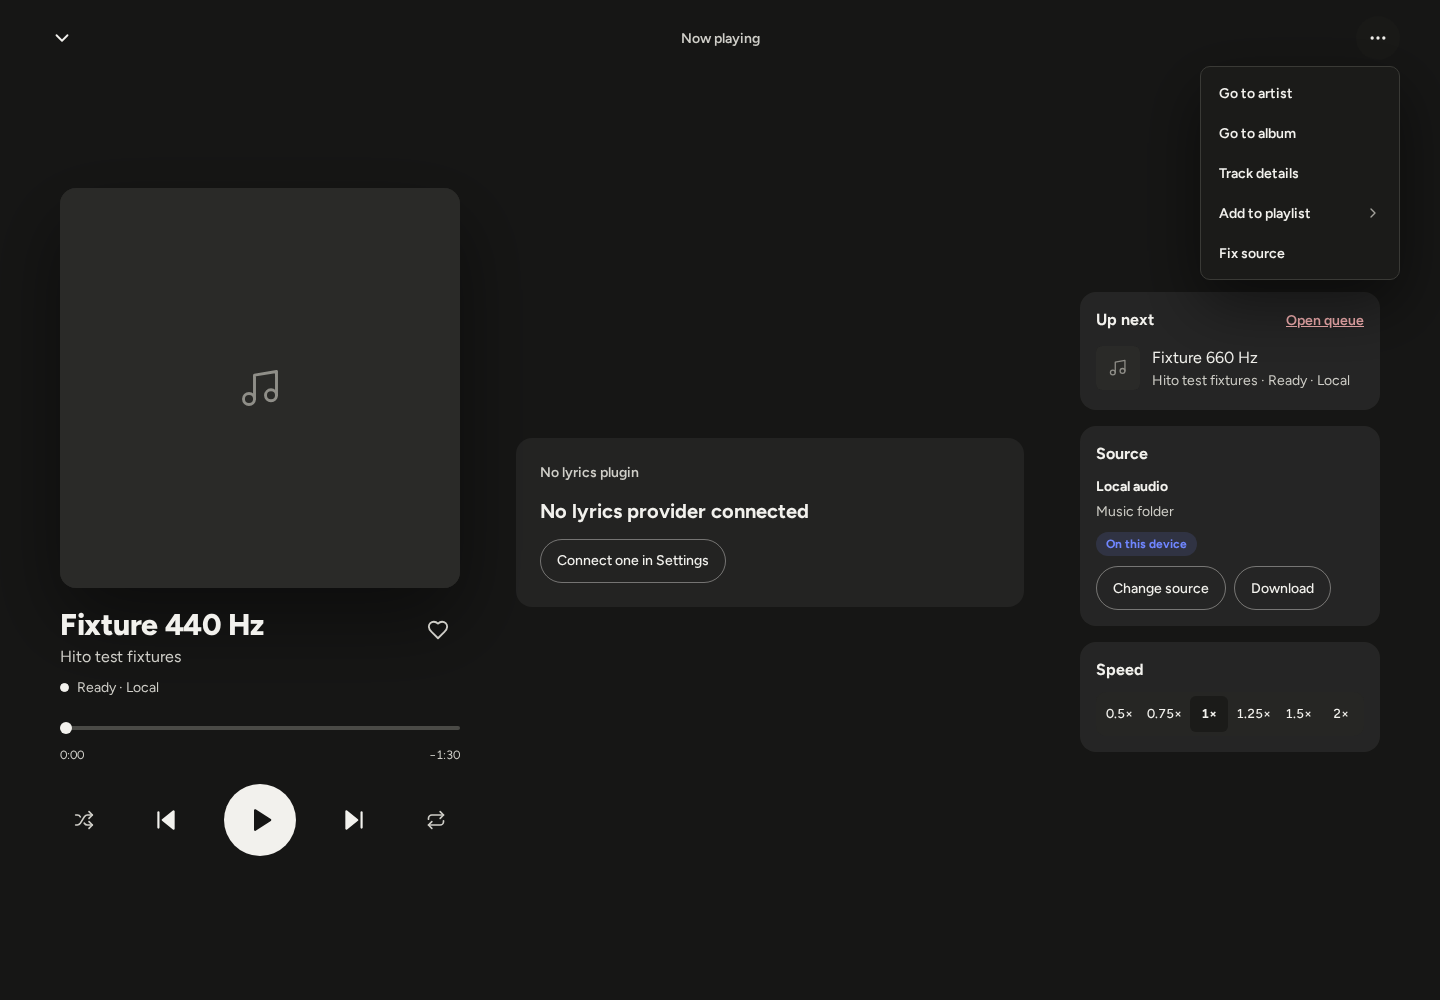 Now playing
Go to artist
Go to album
Track details
Add to playlist
Fix source
Fixture 440 Hz
Hito test fixtures
Ready · Local
0:00
-1:30
No lyrics plugin
No lyrics provider connected
Connect one in Settings
Up next
Open queue
Fixture 660 Hz
Hito test fixtures · Ready · Local
Source
Local audio
Music folder
On this device
Change source
Download
Speed
0.5× 0.75× 1× 1.25× 1.5× 2×